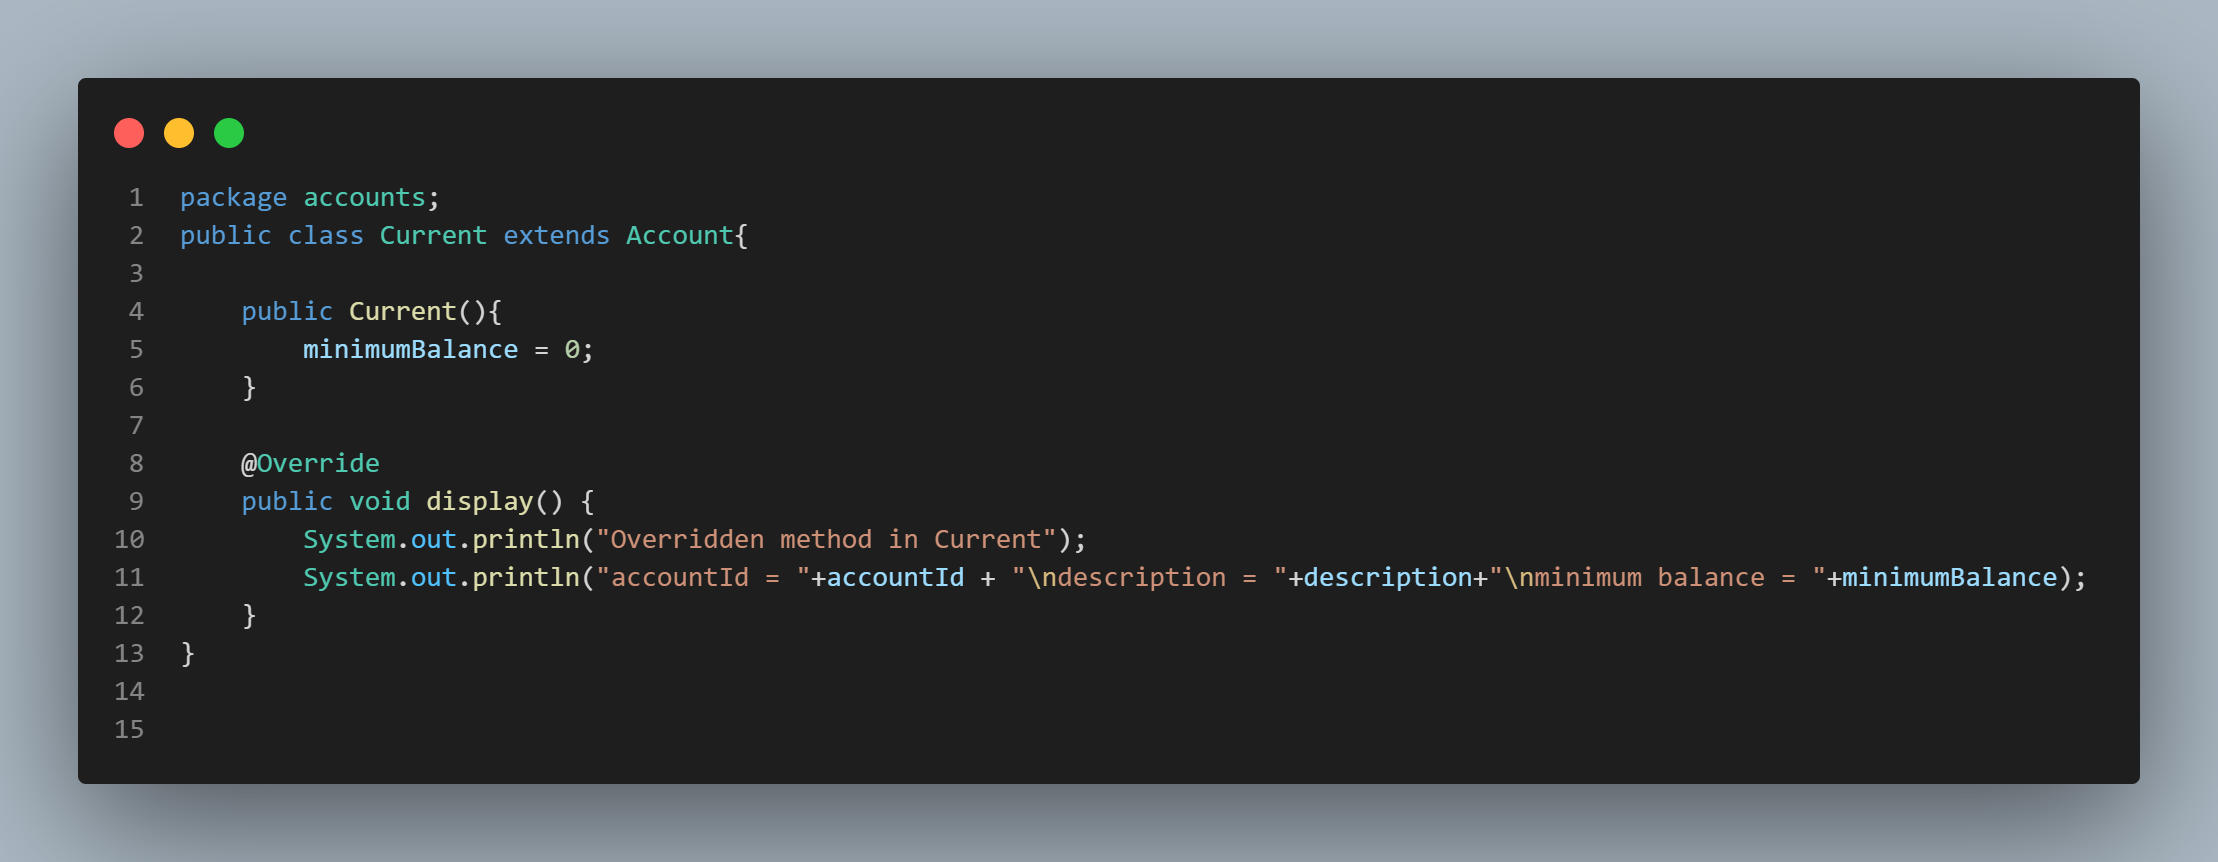 1 package accounts;
2 public class Current extends Account{
3
4     public Current(){
5         minimumBalance = 0;
6     }
7
8     @Override
9     public void display() {
10         System.out.println("Overridden method in Current");
11         System.out.println("accountId = "+accountId + "\ndescription = "+description+"\nminimum balance = "+minimumBalance);
12     }
13 }
14
15